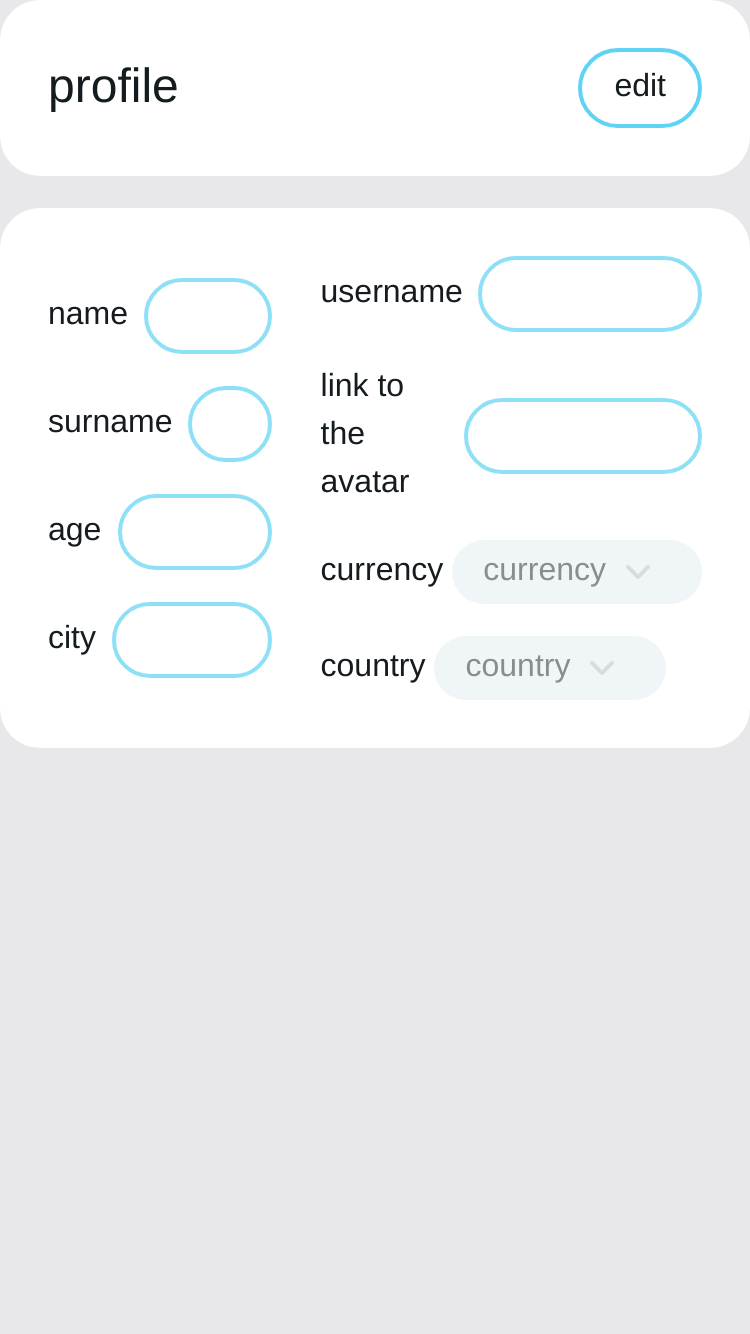 profile
edit
name
surname
age
city
username
link to
the
avatar
currency
currency
country
country